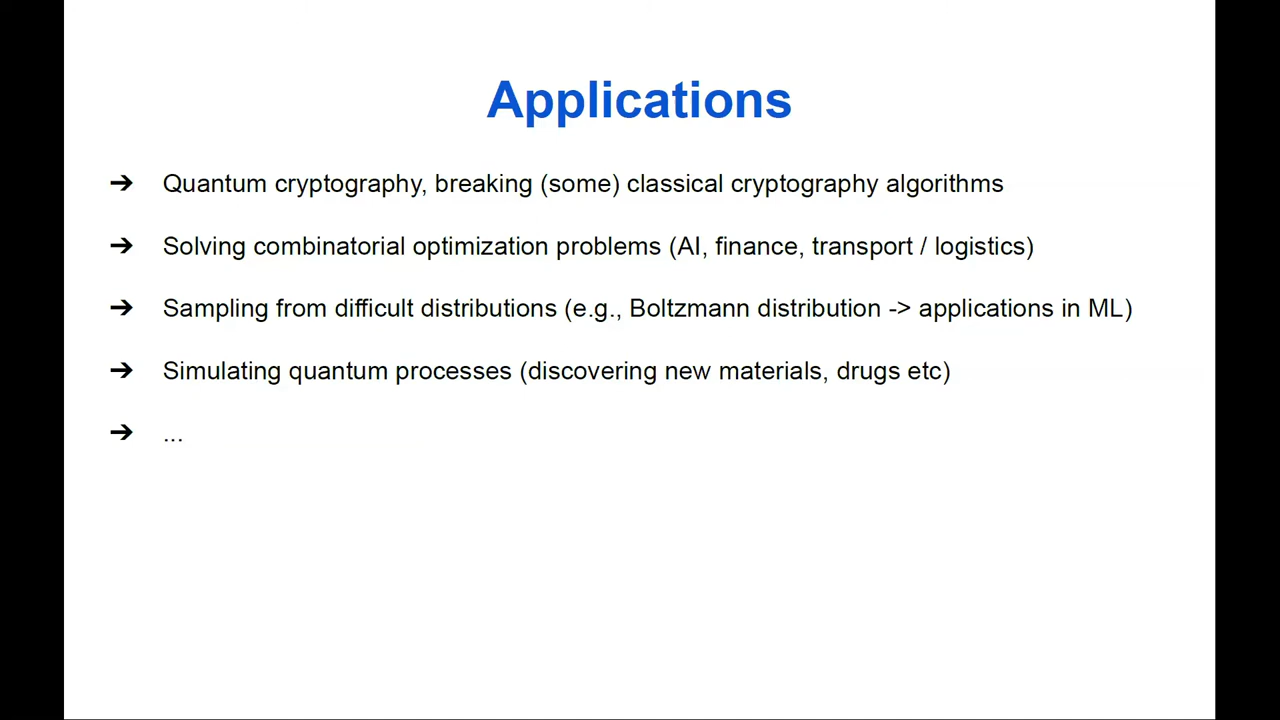 Applications
➔ Quantum cryptography, breaking (some) classical cryptography algorithms
➔ Solving combinatorial optimization problems (AI, finance, transport / logistics)
➔ Sampling from difficult distributions (e.g., Boltzmann distribution -> applications in ML)
➔ Simulating quantum processes (discovering new materials, drugs etc)
➔ ...